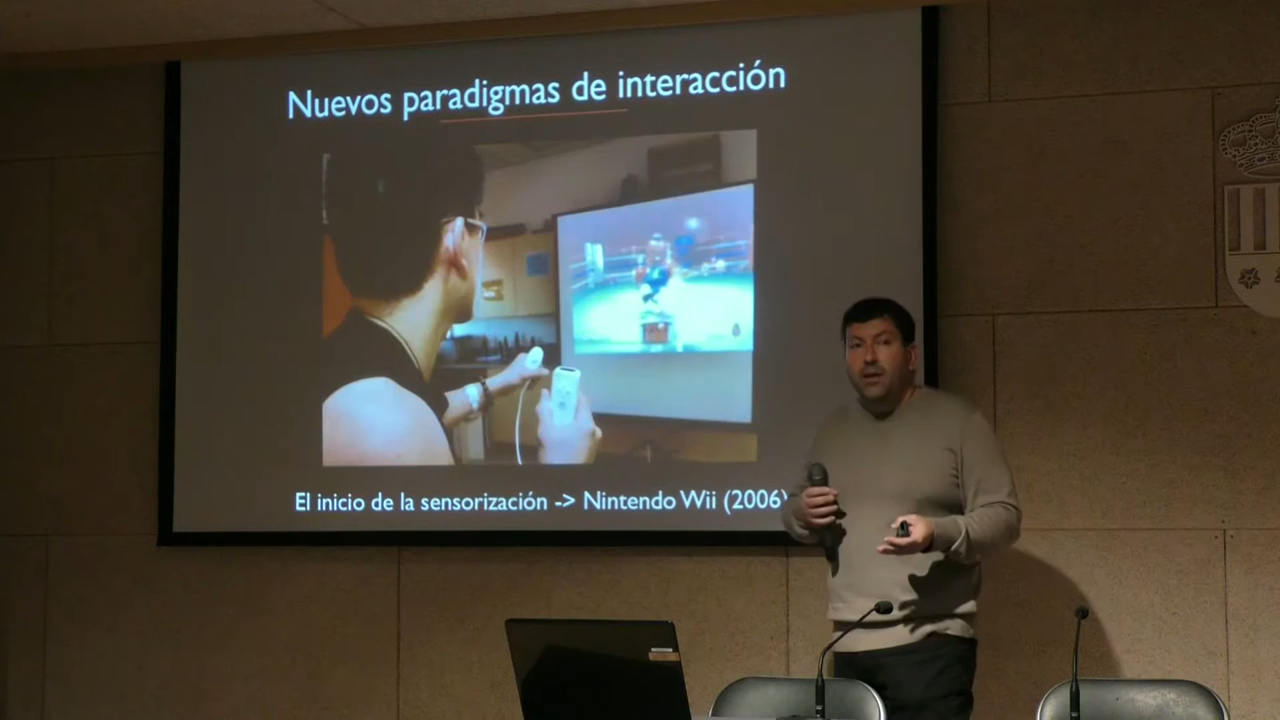 Nuevos paradigmas de interacción
El inicio de la sensorización -> Nintendo Wii (2006)